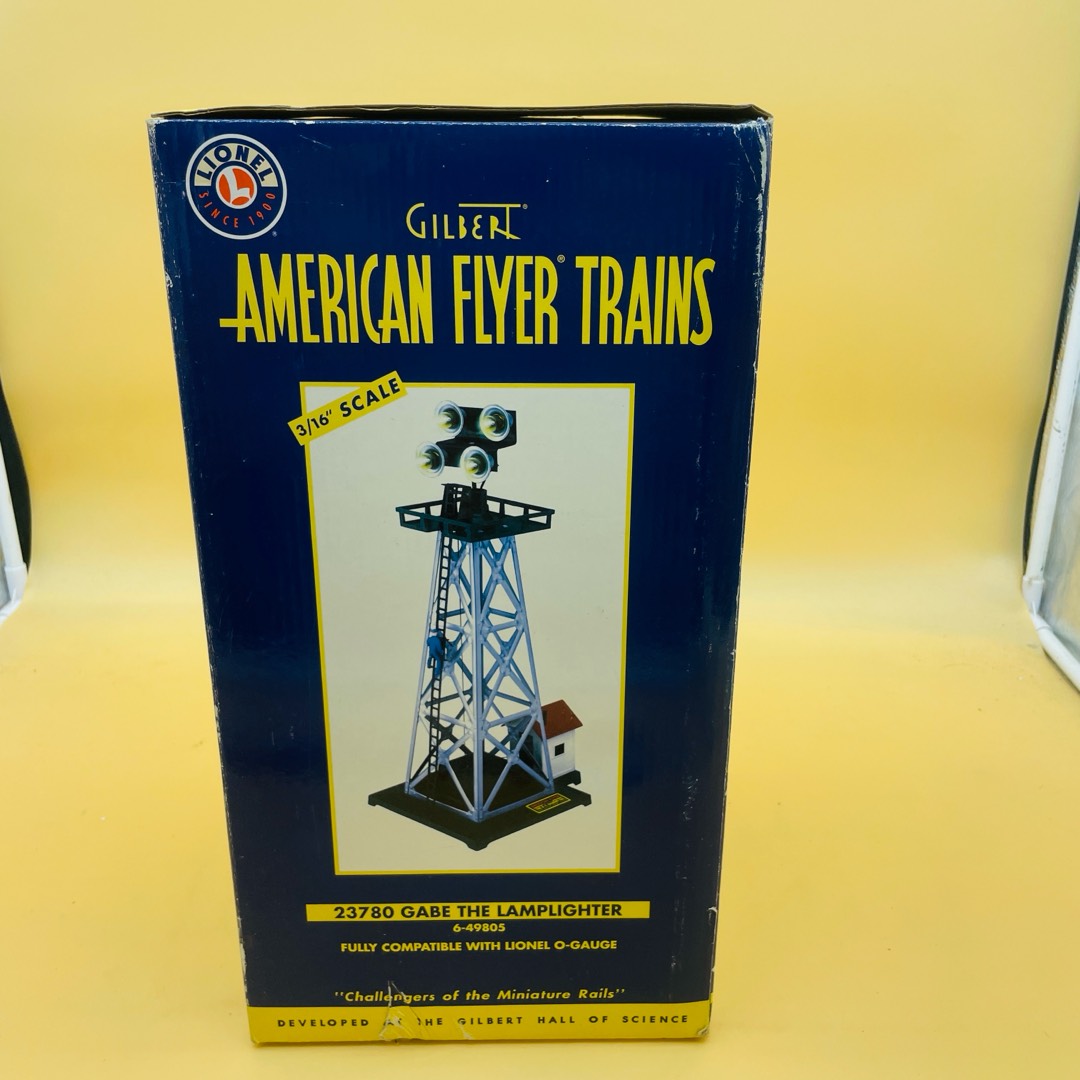 LIONEL
L
SINCE 1900
GILBERT®
AMERICAN FLYER® TRAINS
3/16" SCALE
23780 GABE THE LAMPLIGHTER
6-49805
FULLY COMPATIBLE WITH LIONEL O-GAUGE
"Challengers of the Miniature Rails"
DEVELOPED AT THE GILBERT HALL OF SCIENCE